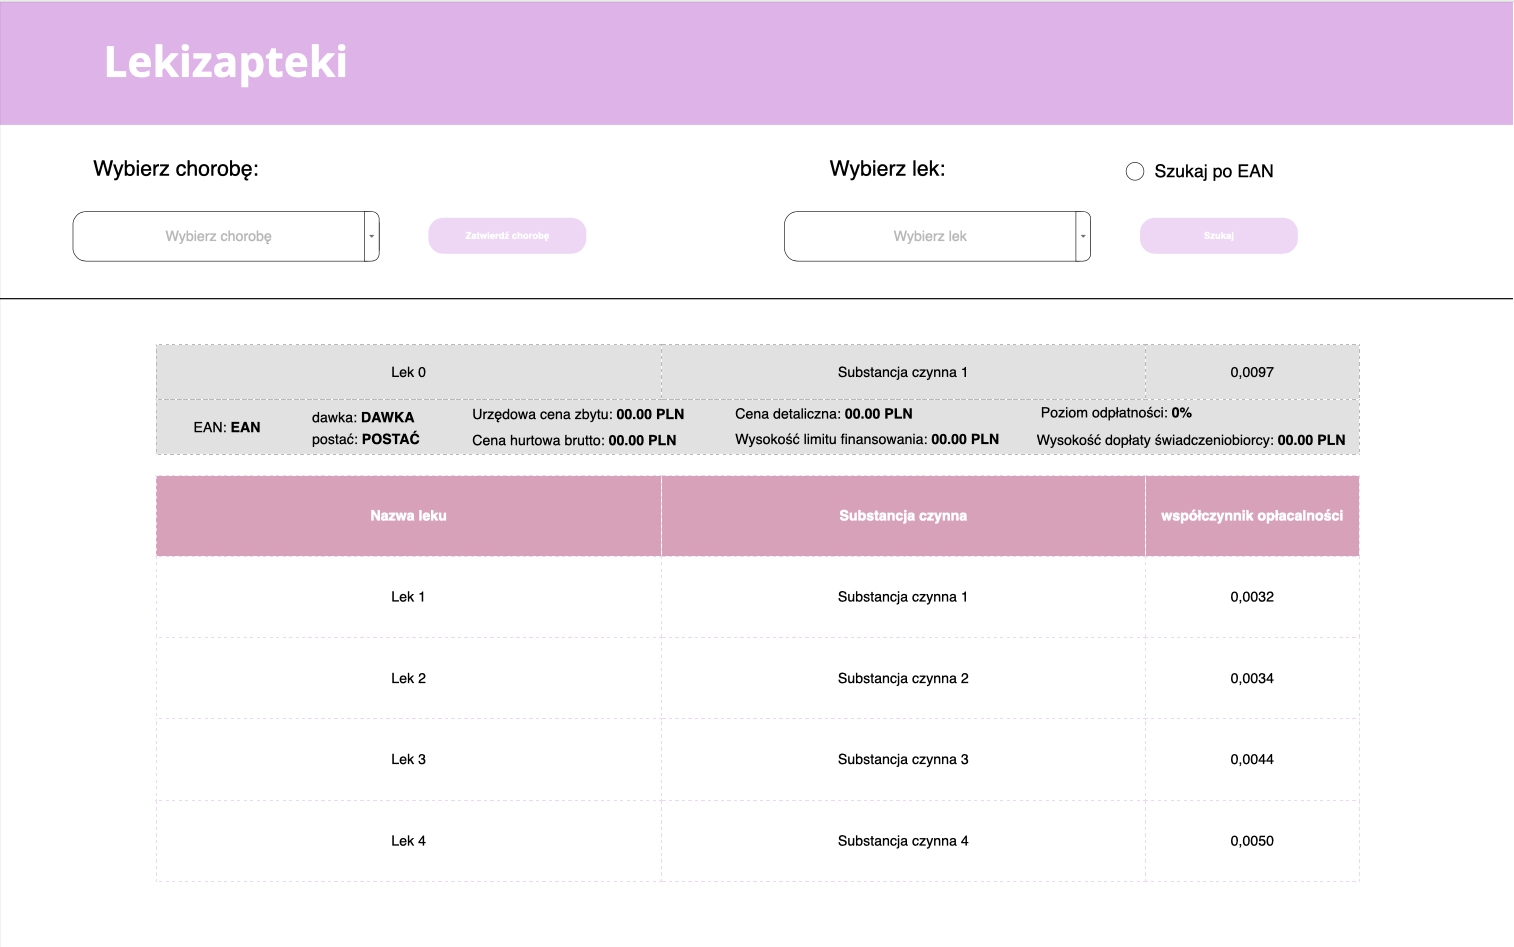 Lekizapteki
Wybierz chorobę:
Wybierz lek:
Szukaj po EAN
Wybierz chorobę
Zatwierdź chorobę
Wybierz lek
Szukaj
Lek 0
Substancja czynna 1
0,0097
EAN: EAN
dawka: DAWKA
postać: POSTAĆ
Urzędowa cena zbytu: 00.00 PLN
Cena hurtowa brutto: 00.00 PLN
Cena detaliczna: 00.00 PLN
Wysokość limitu finansowania: 00.00 PLN
Poziom odpłatności: 0%
Wysokość dopłaty świadczeniobiorcy: 00.00 PLN
Nazwa leku
Substancja czynna
współczynnik opłacalności
Lek 1
Substancja czynna 1
0,0032
Lek 2
Substancja czynna 2
0,0034
Lek 3
Substancja czynna 3
0,0044
Lek 4
Substancja czynna 4
0,0050